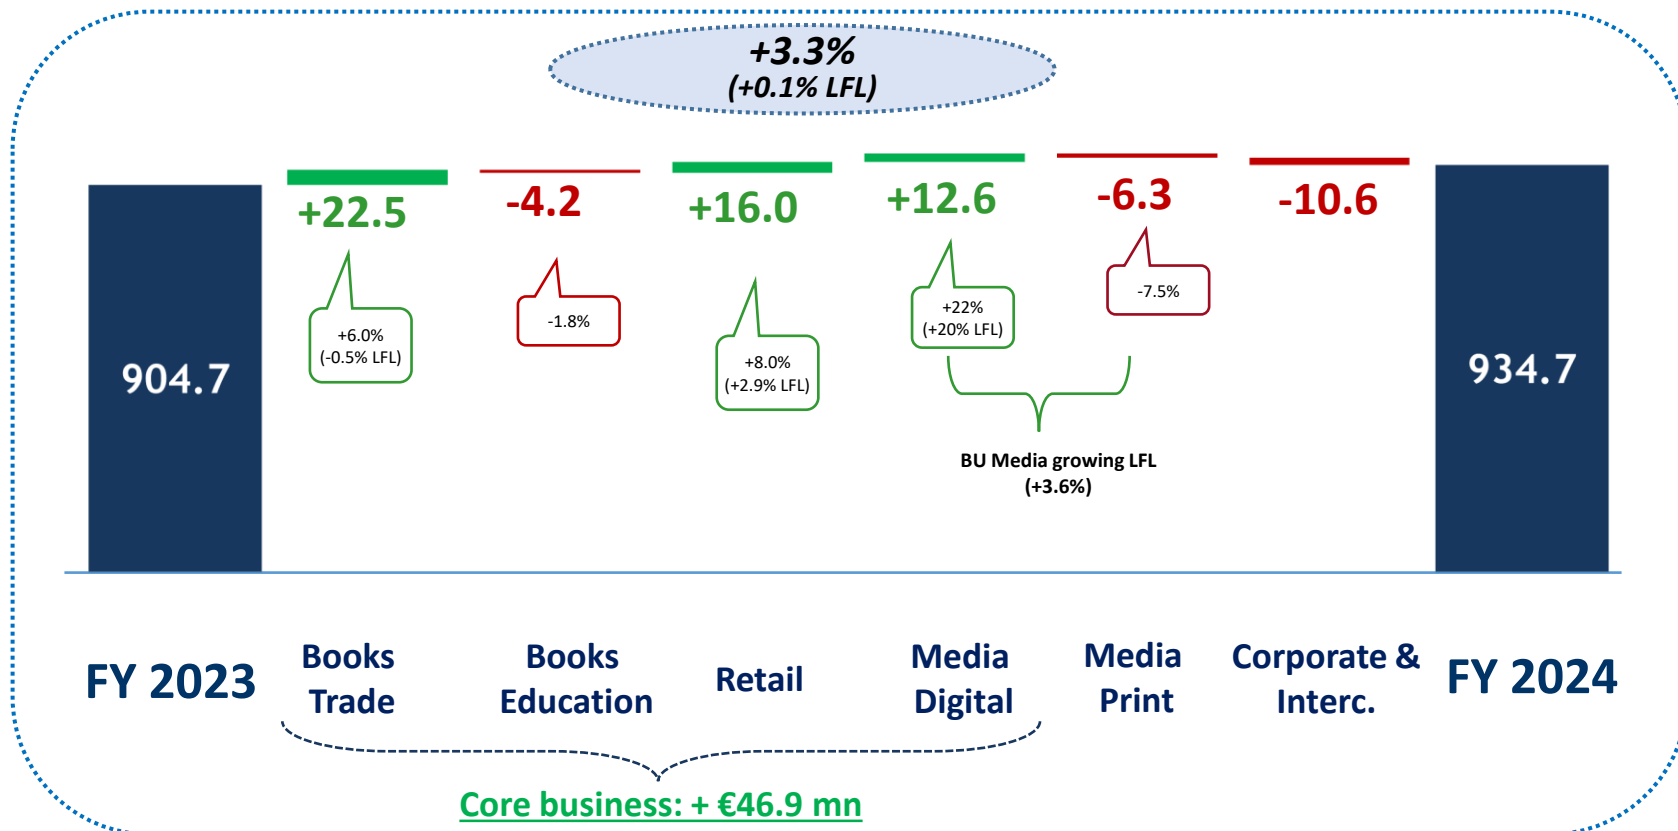 +3.3%
(+0.1% LFL)
+22.5
-4.2
+16.0
+12.6
-6.3
-10.6
+6.0%
(-0.5% LFL)
-1.8%
+8.0%
(+2.9% LFL)
+22%
(+20% LFL)
-7.5%
904.7
934.7
BU Media growing LFL
(+3.6%)
FY 2023
Books
Trade
Books
Education
Retail
Media
Digital
Media
Print
Corporate &
Interc.
FY 2024
Core business: + €46.9 mn